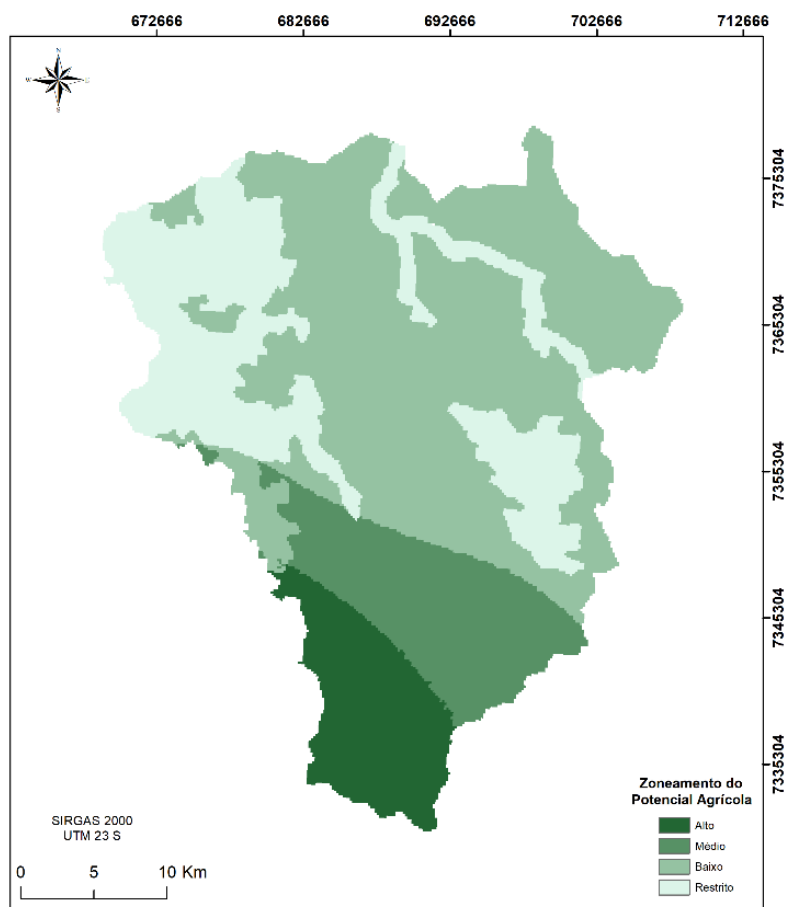 672666 682666 692666 702666 712666
N
W E
S
7375304
7365304
7355304
7345304
7335304
SIRGAS 2000
UTM 23 S
0 5 10 Km
Zoneamento do
Potencial Agrícola
Alto
Médio
Baixo
Restrito